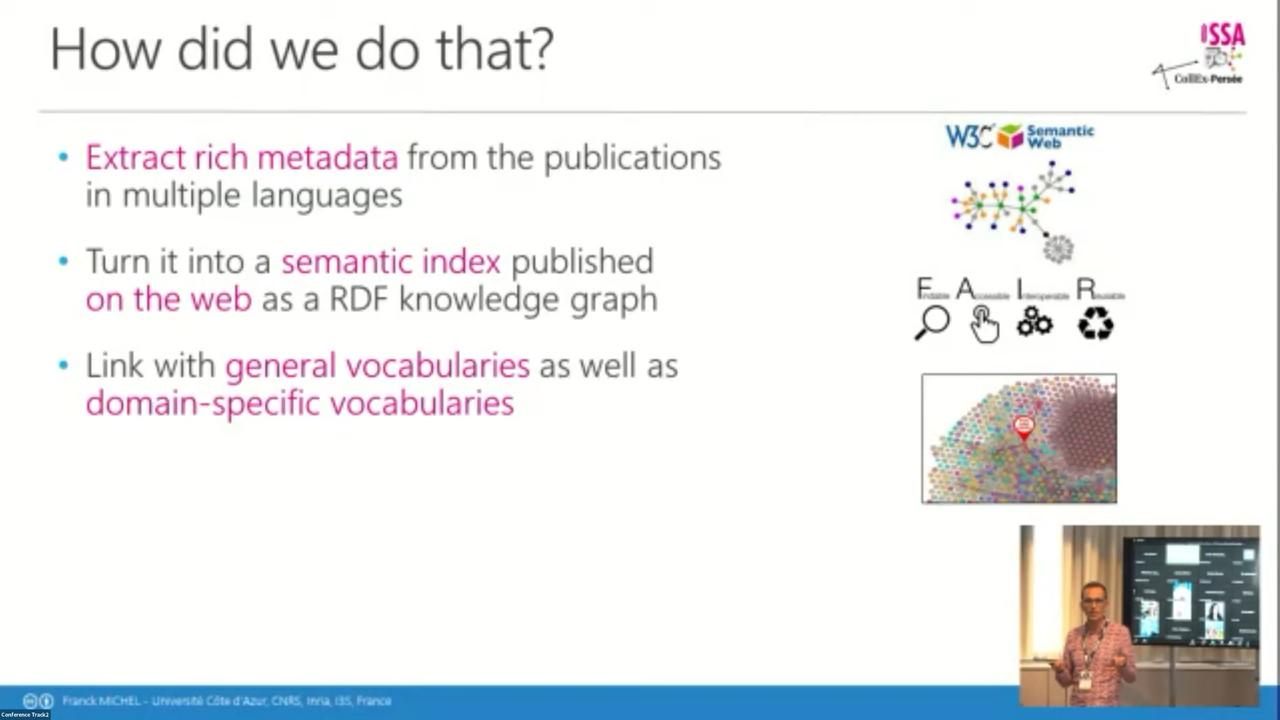 How did we do that?
ISSA
CollEx-Persée
• Extract rich metadata from the publications
in multiple languages
• Turn it into a semantic index published
on the web as a RDF knowledge graph
• Link with general vocabularies as well as
domain-specific vocabularies
W3C Semantic
Web
Findable Accessible Interoperable Reusable
Franck MICHEL - Université Côte d'Azur, CNRS, Inria, I3S, France
Conference Track2